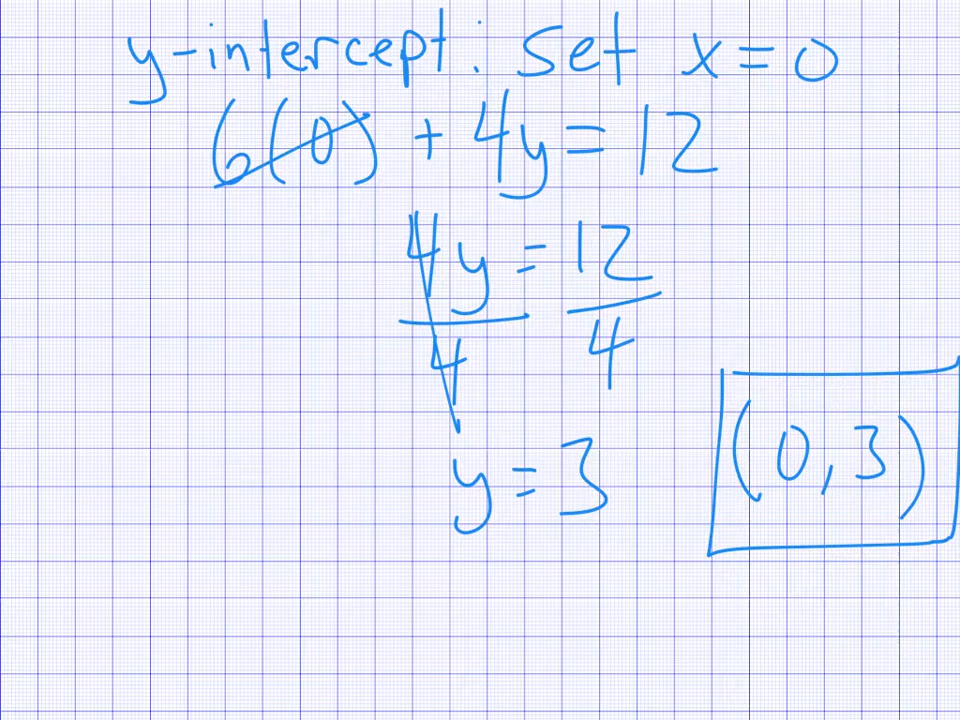 y-intercept: set x=0
6(0) + 4y = 12
4y = 12
4 4
y = 3
(0,3)